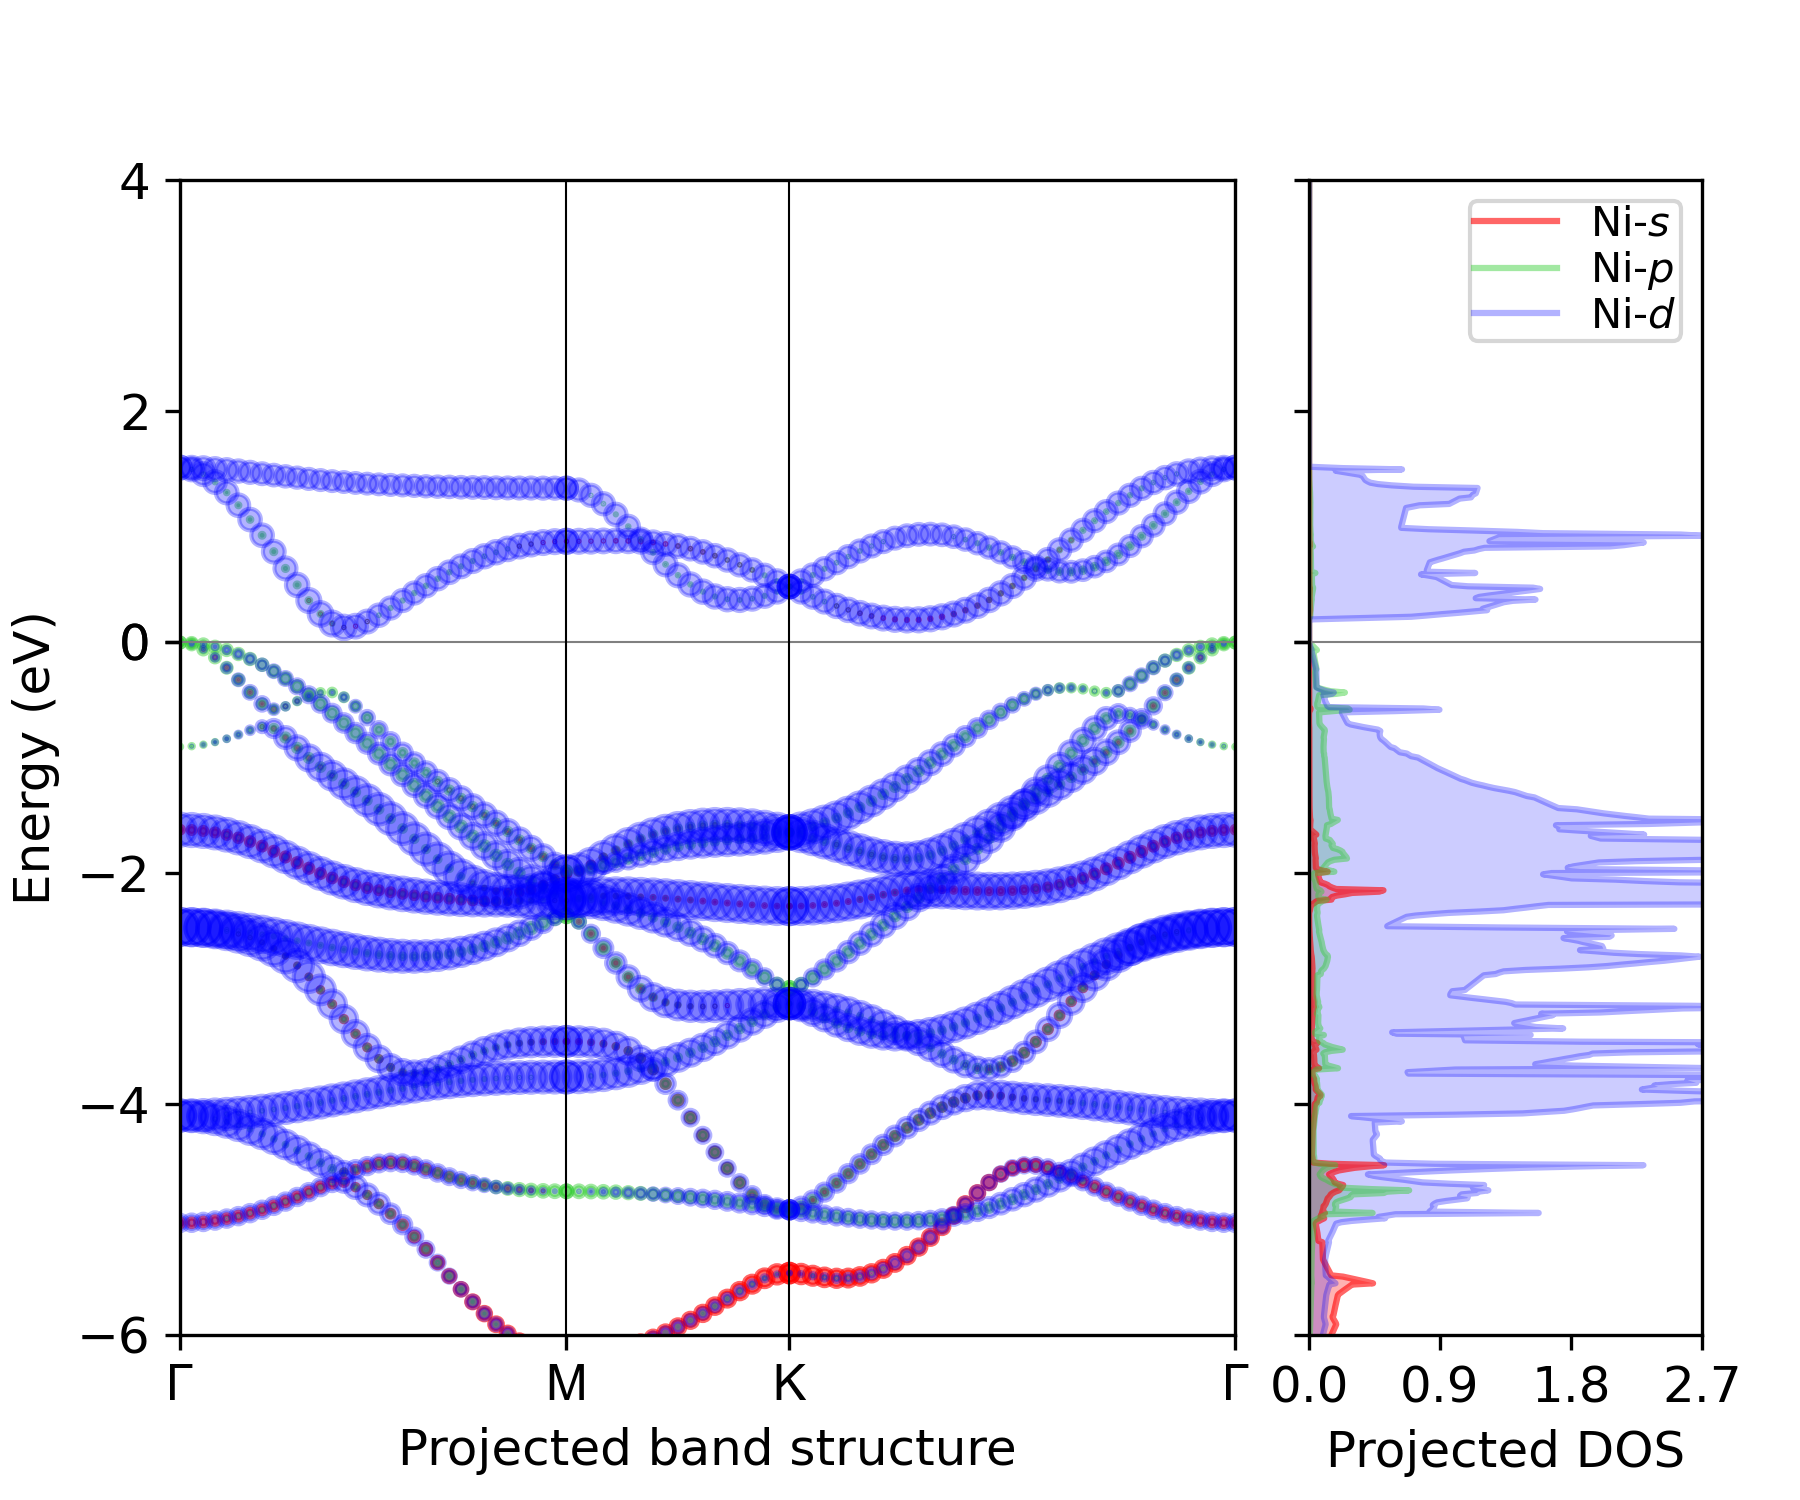 4
2
0
−2
−4
−6
Energy (eV)
Γ
M
K
Γ
Projected band structure
Ni-s
Ni-p
Ni-d
0.0
0.9
1.8
2.7
Projected DOS